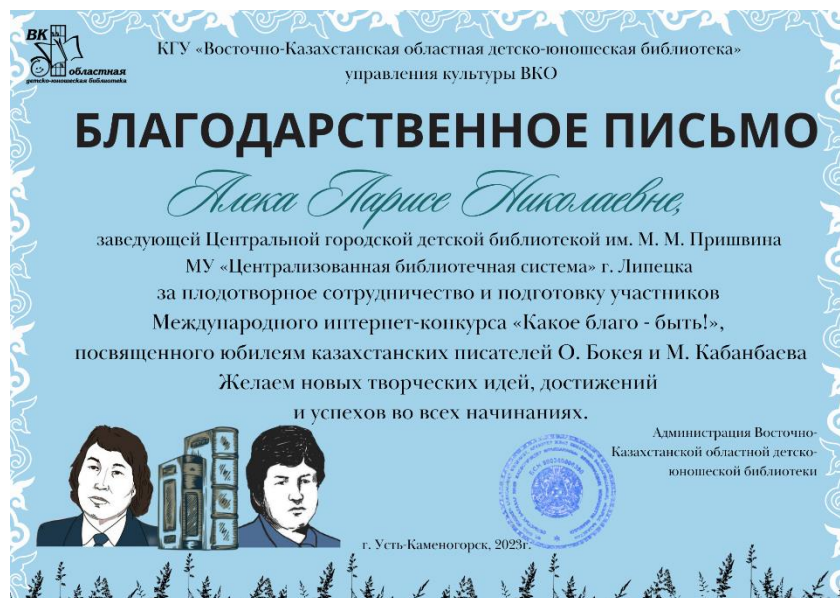 ВК
областная
детско-юношеская библиотека
КГУ «Восточно-Казахстанская областная детско-юношеская библиотека»
управления культуры ВКО
БЛАГОДАРСТВЕННОЕ ПИСЬМО
Алека Ларисе Николаевне,
заведующей Центральной городской детской библиотекой им. М. М. Пришвина
МУ «Централизованная библиотечная система» г. Липецка
за плодотворное сотрудничество и подготовку участников
Международного интернет-конкурса «Какое благо - быть!»,
посвященного юбилеям казахстанских писателей О. Бокея и М. Кабанбаева
Желаем новых творческих идей, достижений
и успехов во всех начинаниях.
Администрация Восточно-
Казахстанской областной детско-
юношеской библиотеки
г. Усть-Каменогорск, 2023г.